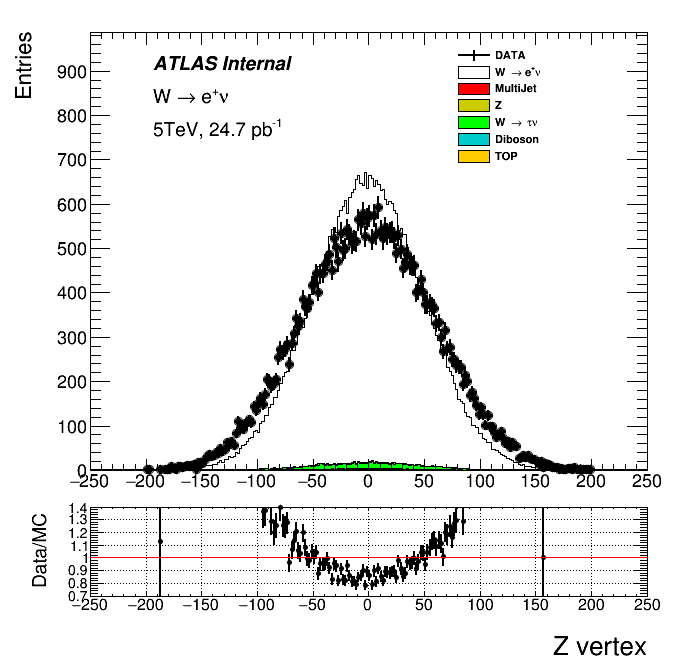 Entries
900
800
700
600
500
400
300
200
100
0
ATLAS Internal
W → e⁺ν
5TeV, 24.7 pb⁻¹
DATA
W → e⁺ν
MultiJet
Z
W → τν
Diboson
TOP
−250 −200 −150 −100 −50 0 50 100 150 200 250
Data/MC
1.4
1.3
1.2
1.1
1
0.9
0.8
0.7
−250 −200 −150 −100 −50 0 50 100 150 200 250
Z vertex